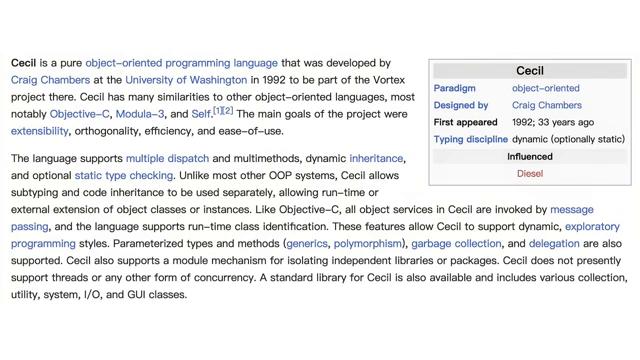 Cecil is a pure object-oriented programming language that was developed by
Craig Chambers at the University of Washington in 1992 to be part of the Vortex
project there. Cecil has many similarities to other object-oriented languages, most
notably Objective-C, Modula-3, and Self.[1][2] The main goals of the project were
extensibility, orthogonality, efficiency, and ease-of-use.
The language supports multiple dispatch and multimethods, dynamic inheritance,
and optional static type checking. Unlike most other OOP systems, Cecil allows
subtyping and code inheritance to be used separately, allowing run-time or
external extension of object classes or instances. Like Objective-C, all object services in Cecil are invoked by message
passing, and the language supports run-time class identification. These features allow Cecil to support dynamic, exploratory
programming styles. Parameterized types and methods (generics, polymorphism), garbage collection, and delegation are also
supported. Cecil also supports a module mechanism for isolating independent libraries or packages. Cecil does not presently
support threads or any other form of concurrency. A standard library for Cecil is also available and includes various collection,
utility, system, I/O, and GUI classes.
Cecil
Paradigm object-oriented
Designed by Craig Chambers
First appeared 1992; 33 years ago
Typing discipline dynamic (optionally static)
Influenced
Diesel